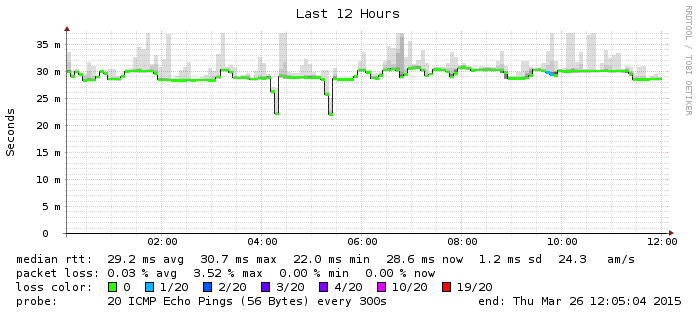 Last 12 Hours
RRDTOOL / TOBI OETIKER
Seconds
35 m
30 m
25 m
20 m
15 m
10 m
5 m
0
02:00 04:00 06:00 08:00 10:00 12:00
median rtt: 29.2 ms avg 30.7 ms max 22.0 ms min 28.6 ms now 1.2 ms sd 24.3 am/s
packet loss: 0.03 % avg 3.52 % max 0.00 % min 0.00 % now
loss color: 0 1/20 2/20 3/20 4/20 10/20 19/20
probe: 20 ICMP Echo Pings (56 Bytes) every 300s end: Thu Mar 26 12:05:04 2015